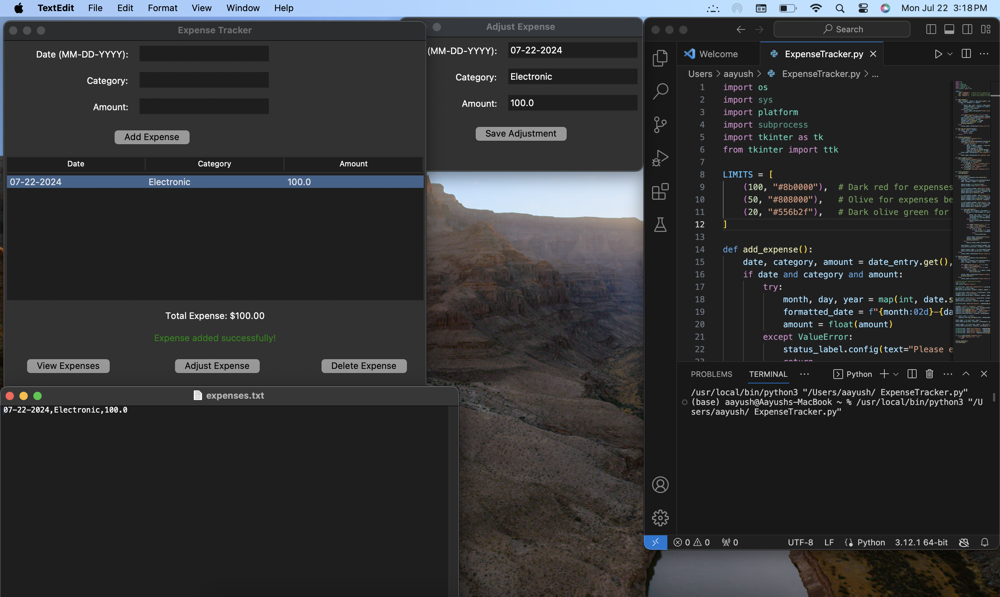 TextEdit File Edit Format View Window Help
Mon Jul 22 3:18 PM
Expense Tracker
Date (MM-DD-YYYY):
Category:
Amount:
Add Expense
Date Category Amount
07-22-2024 Electronic 100.0
Total Expense: $100.00
Expense added successfully!
View Expenses Adjust Expense Delete Expense
Adjust Expense
(MM-DD-YYYY): 07-22-2024
Category: Electronic
Amount: 100.0
Save Adjustment
expenses.txt
07-22-2024,Electronic,100.0
Search
Welcome ExpenseTracker.py
Users > aayush > ExpenseTracker.py > ...
1 import os
2 import sys
3 import platform
4 import subprocess
5 import tkinter as tk
6 from tkinter import ttk
7
8 LIMITS = [
9 (100, "#8b0000"), # Dark red for expenses
10 (50, "#808000"), # Olive for expenses be
11 (20, "#556b2f"), # Dark olive green for
12 ]
13
14 def add_expense():
15 date, category, amount = date_entry.get(),
16 if date and category and amount:
17 try:
18 month, day, year = map(int, date.s
19 formatted_date = f"{month:02d}-{da
20 amount = float(amount)
21 except ValueError:
22 status_label.config(text="Please e
23 return
PROBLEMS TERMINAL ... Python
/usr/local/bin/python3 "/Users/aayush/ ExpenseTracker.py"
(base) aayush@Aayushs-MacBook ~ % /usr/local/bin/python3 "/U
sers/aayush/ ExpenseTracker.py"
0 0 0 UTF-8 LF Python 3.12.1 64-bit